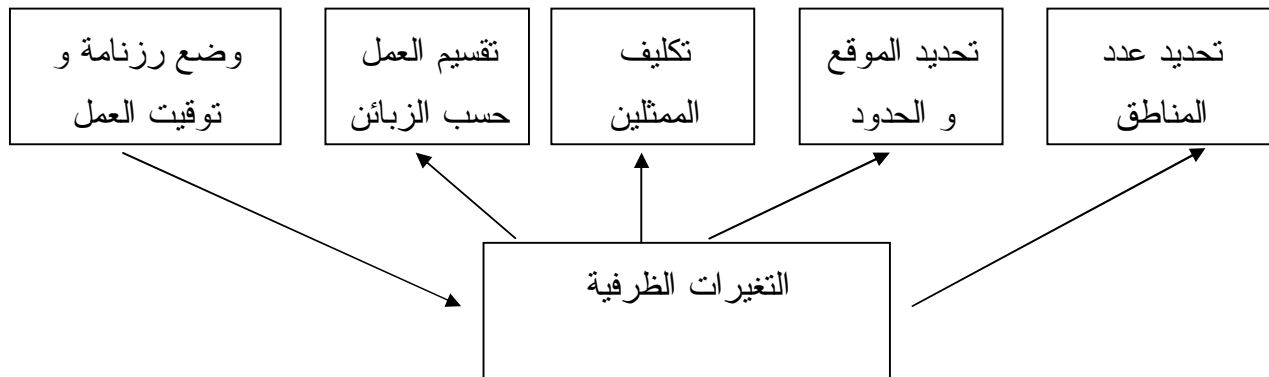 تحديد عدد
المناطق
تحديد الموقع
و الحدود
تكليف
الممثلين
تقسيم العمل
حسب الزبائن
وضع رزنامة و
توقيت العمل
التغيرات الظرفية